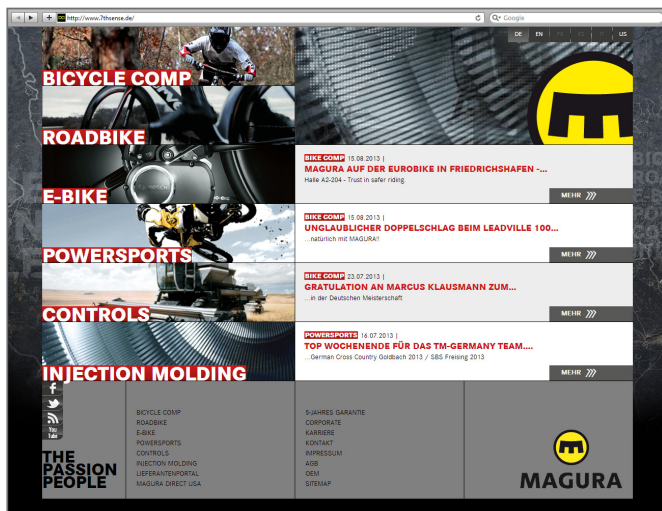 http://www.7thsense.de/
Google
DE EN FR ES IT US
BICYCLE COMP
ROADBIKE
E-BIKE
POWERSPORTS
CONTROLS
INJECTION MOLDING
BIKE COMP 15.08.2013 |
MAGURA AUF DER EUROBIKE IN FRIEDRICHSHAFEN -...
Halle A2-204 - Trust in safer riding.
MEHR
BIKE COMP 15.08.2013 |
UNGLAUBLICHER DOPPELSCHLAG BEIM LEADVILLE 100...
...natürlich mit MAGURA!!
MEHR
BIKE COMP 23.07.2013 |
GRATULATION AN MARCUS KLAUSMANN ZUM...
...in der Deutschen Meisterschaft
MEHR
POWERSPORTS 16.07.2013 |
TOP WOCHENENDE FÜR DAS TM-GERMANY TEAM....
...German Cross Country Goldbach 2013 / SBS Freising 2013
MEHR
You
Tube
THE
PASSION
PEOPLE
BICYCLE COMP
ROADBIKE
E-BIKE
POWERSPORTS
CONTROLS
INJECTION MOLDING
LIEFERANTENPORTAL
MAGURA DIRECT USA
5-JAHRES GARANTIE
CORPORATE
KARRIERE
KONTAKT
IMPRESSUM
AGB
OEM
SITEMAP
MAGURA